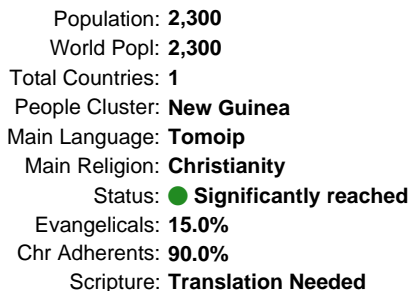 Population: 2,300
World Popl: 2,300
Total Countries: 1
People Cluster: New Guinea
Main Language: Tomoip
Main Religion: Christianity
Status: Significantly reached
Evangelicals: 15.0%
Chr Adherents: 90.0%
Scripture: Translation Needed